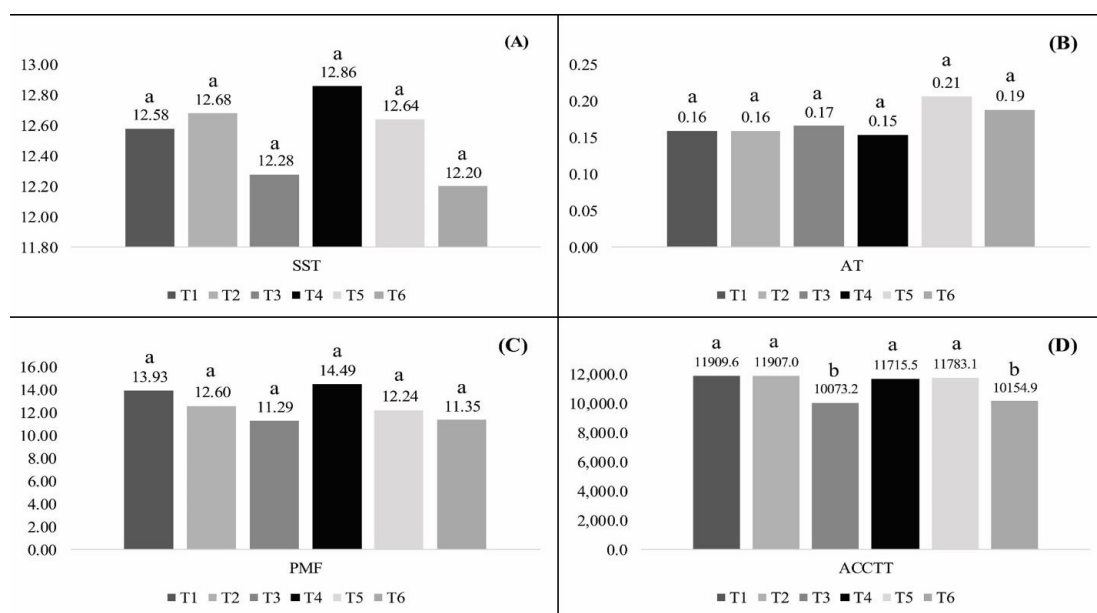 (A)
13.00
12.80
12.60
12.40
12.20
12.00
11.80
a
12.58
a
12.68
a
12.28
a
12.86
a
12.64
a
12.20
SST
T1 T2 T3 T4 T5 T6
(B)
0.25
0.20
0.15
0.10
0.05
0.00
a
0.16
a
0.16
a
0.17
a
0.15
a
0.21
a
0.19
AT
T1 T2 T3 T4 T5 T6
(C)
16.00
14.00
12.00
10.00
8.00
6.00
4.00
2.00
0.00
a
13.93
a
12.60
a
11.29
a
14.49
a
12.24
a
11.35
PMF
T1 T2 T3 T4 T5 T6
(D)
12,000.0
10,000.0
8,000.0
6,000.0
4,000.0
2,000.0
0.0
a
11909.6
a
11907.0
b
10073.2
a
11715.5
a
11783.1
b
10154.9
ACCTT
T1 T2 T3 T4 T5 T6